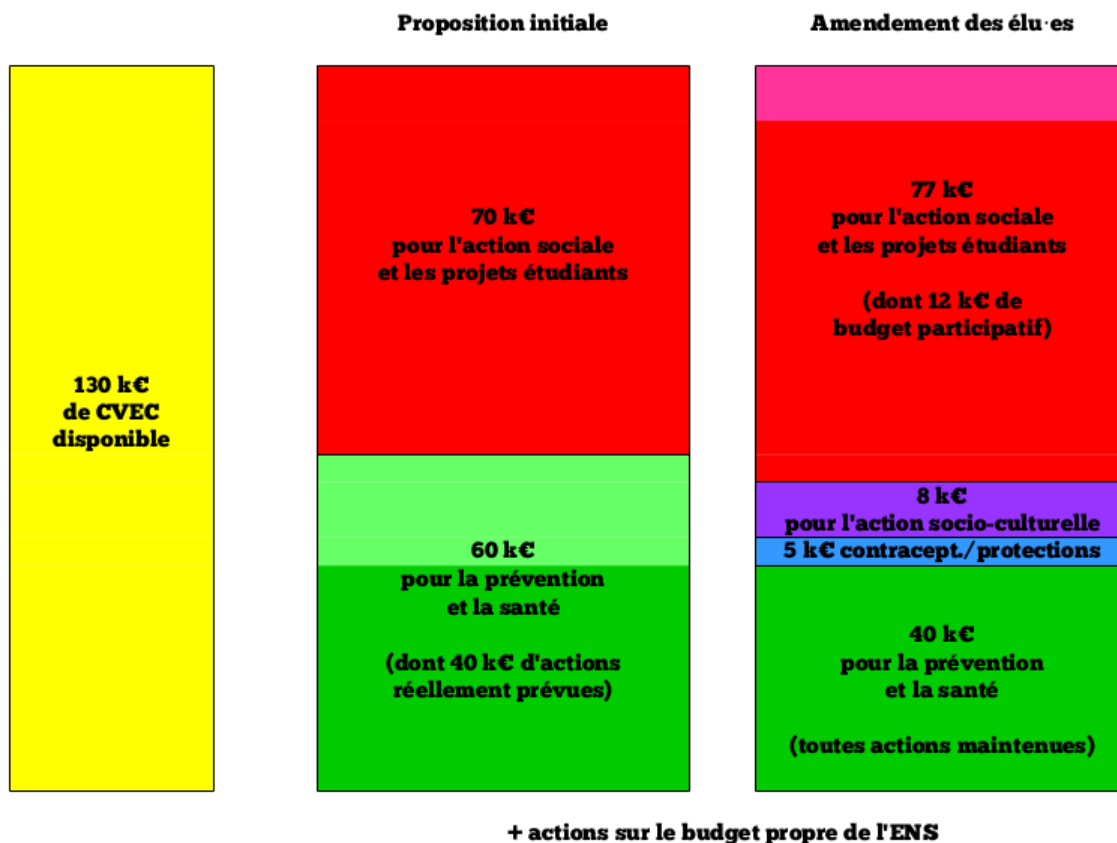 Proposition initiale
Amendement des élu·es
130 k€
de CVEC
disponible
70 k€
pour l'action sociale
et les projets étudiants
60 k€
pour la prévention
et la santé
(dont 40 k€ d'actions
réellement prévues)
77 k€
pour l'action sociale
et les projets étudiants
(dont 12 k€ de
budget participatif)
8 k€
pour l'action socio-culturelle
5 k€ contracept./protections
40 k€
pour la prévention
et la santé
(toutes actions maintenues)
+ actions sur le budget propre de l'ENS